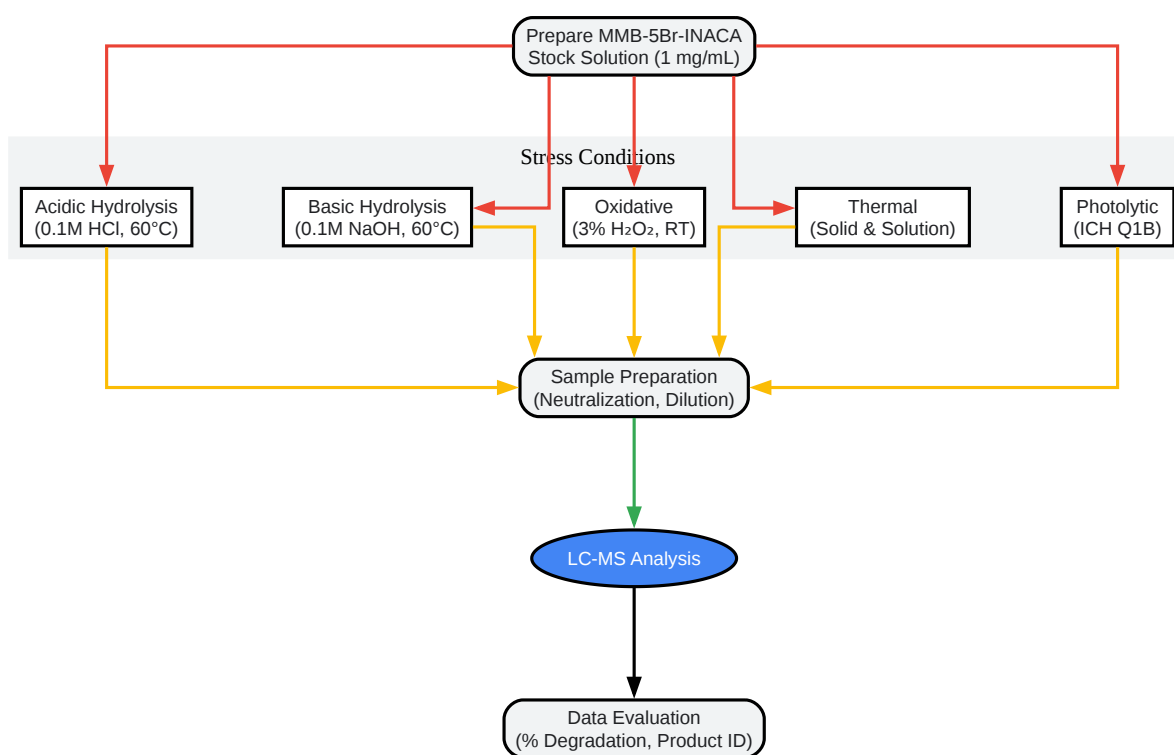 Prepare MMB-5Br-INACA
Stock Solution (1 mg/mL)
Stress Conditions
Acidic Hydrolysis
(0.1M HCl, 60°C)
Basic Hydrolysis
(0.1M NaOH, 60°C)
Oxidative
(3% H₂O₂, RT)
Thermal
(Solid & Solution)
Photolytic
(ICH Q1B)
Sample Preparation
(Neutralization, Dilution)
LC-MS Analysis
Data Evaluation
(% Degradation, Product ID)